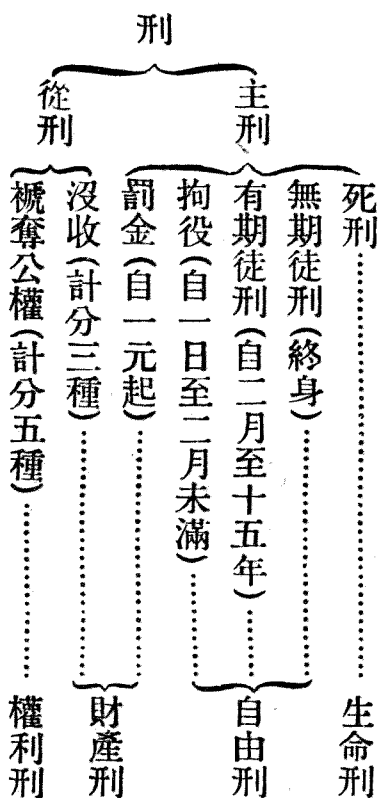 刑
主刑
從刑
死刑
無期徒刑(終身)
有期徒刑(自二月至十五年)
拘役(自一日至二月未滿)
罰金(自一元起)
沒收(計分三種)
褫奪公權(計分五種)
生命刑
自由刑
財產刑
權利刑